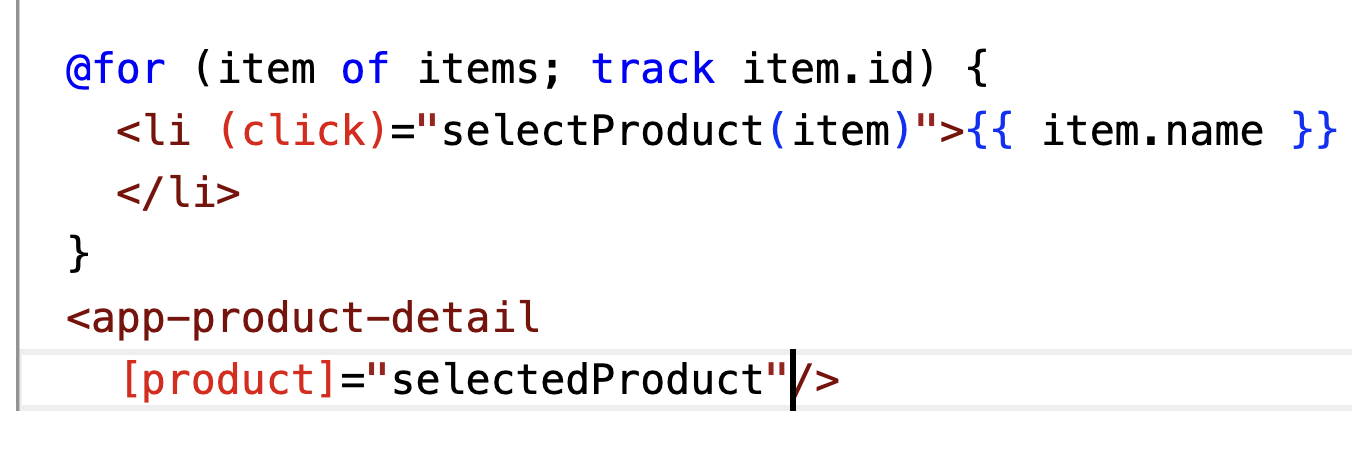 @for (item of items; track item.id) {
  <li (click)="selectProduct(item)">{{ item.name }}
  </li>
}
<app-product-detail
  [product]="selectedProduct"/>